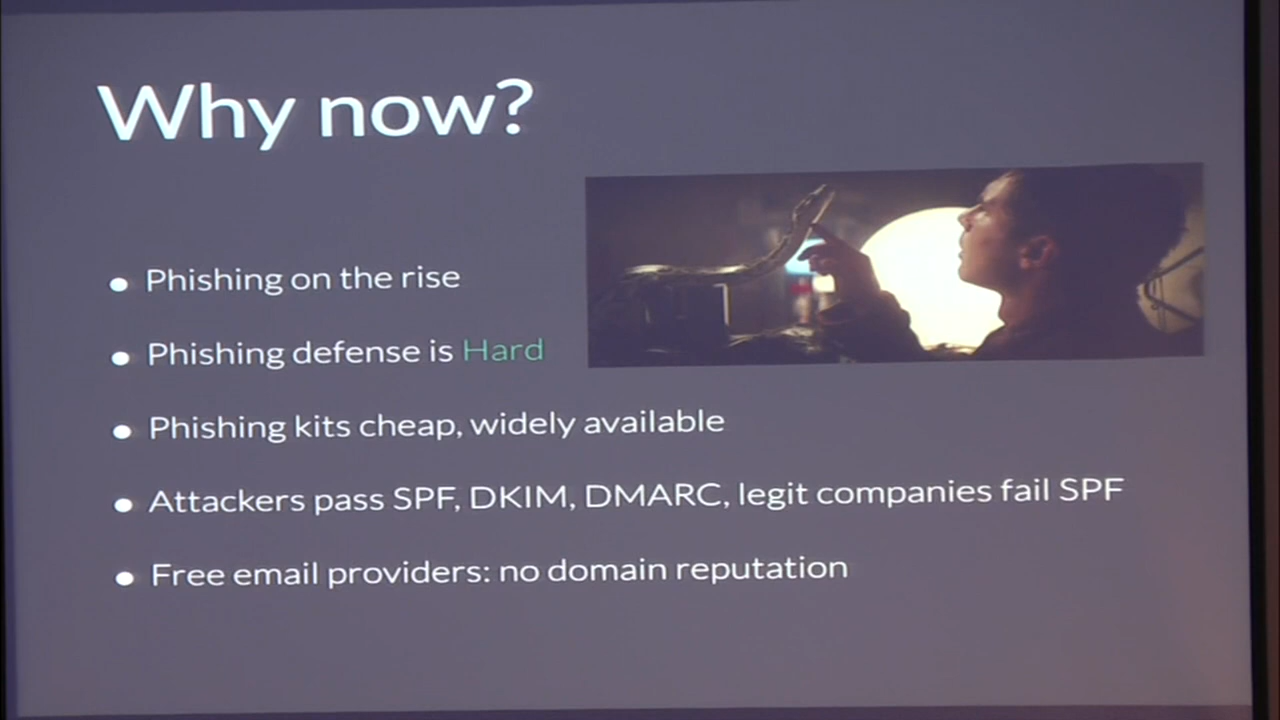 Why now?
Phishing on the rise
Phishing defense is Hard
Phishing kits cheap, widely available
Attackers pass SPF, DKIM, DMARC, legit companies fail SPF
Free email providers: no domain reputation